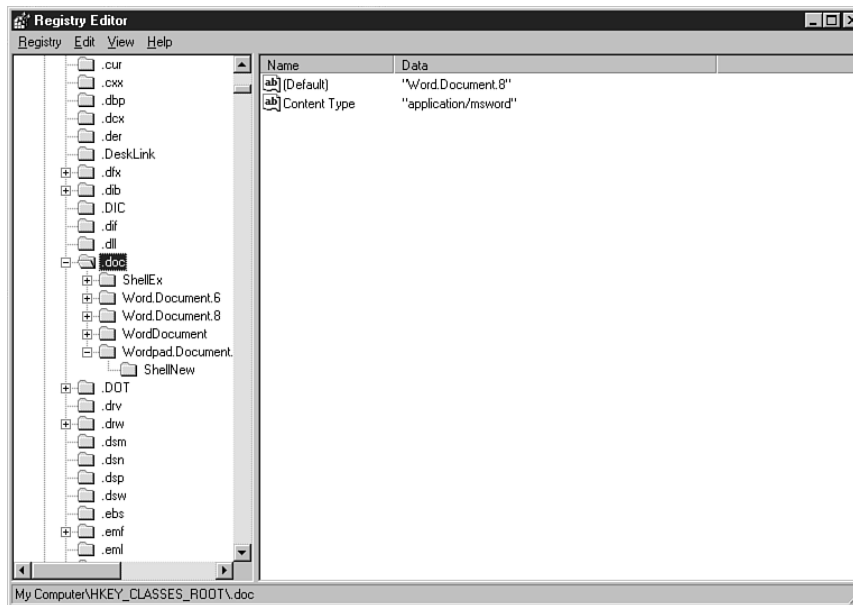 Registry Editor
Registry Edit View Help
.cur
.cxx
.dbp
.dcx
.der
.DeskLink
.dfx
.dib
.DIC
.dif
.dll
.doc
ShellEx
Word.Document.6
Word.Document.8
WordDocument
Wordpad.Document.
ShellNew
.DOT
.drv
.drw
.dsm
.dsn
.dsp
.dsw
.ebs
.emf
.eml
Name Data
ab (Default) "Word.Document.8"
ab Content Type "application/msword"
My Computer\HKEY_CLASSES_ROOT\.doc